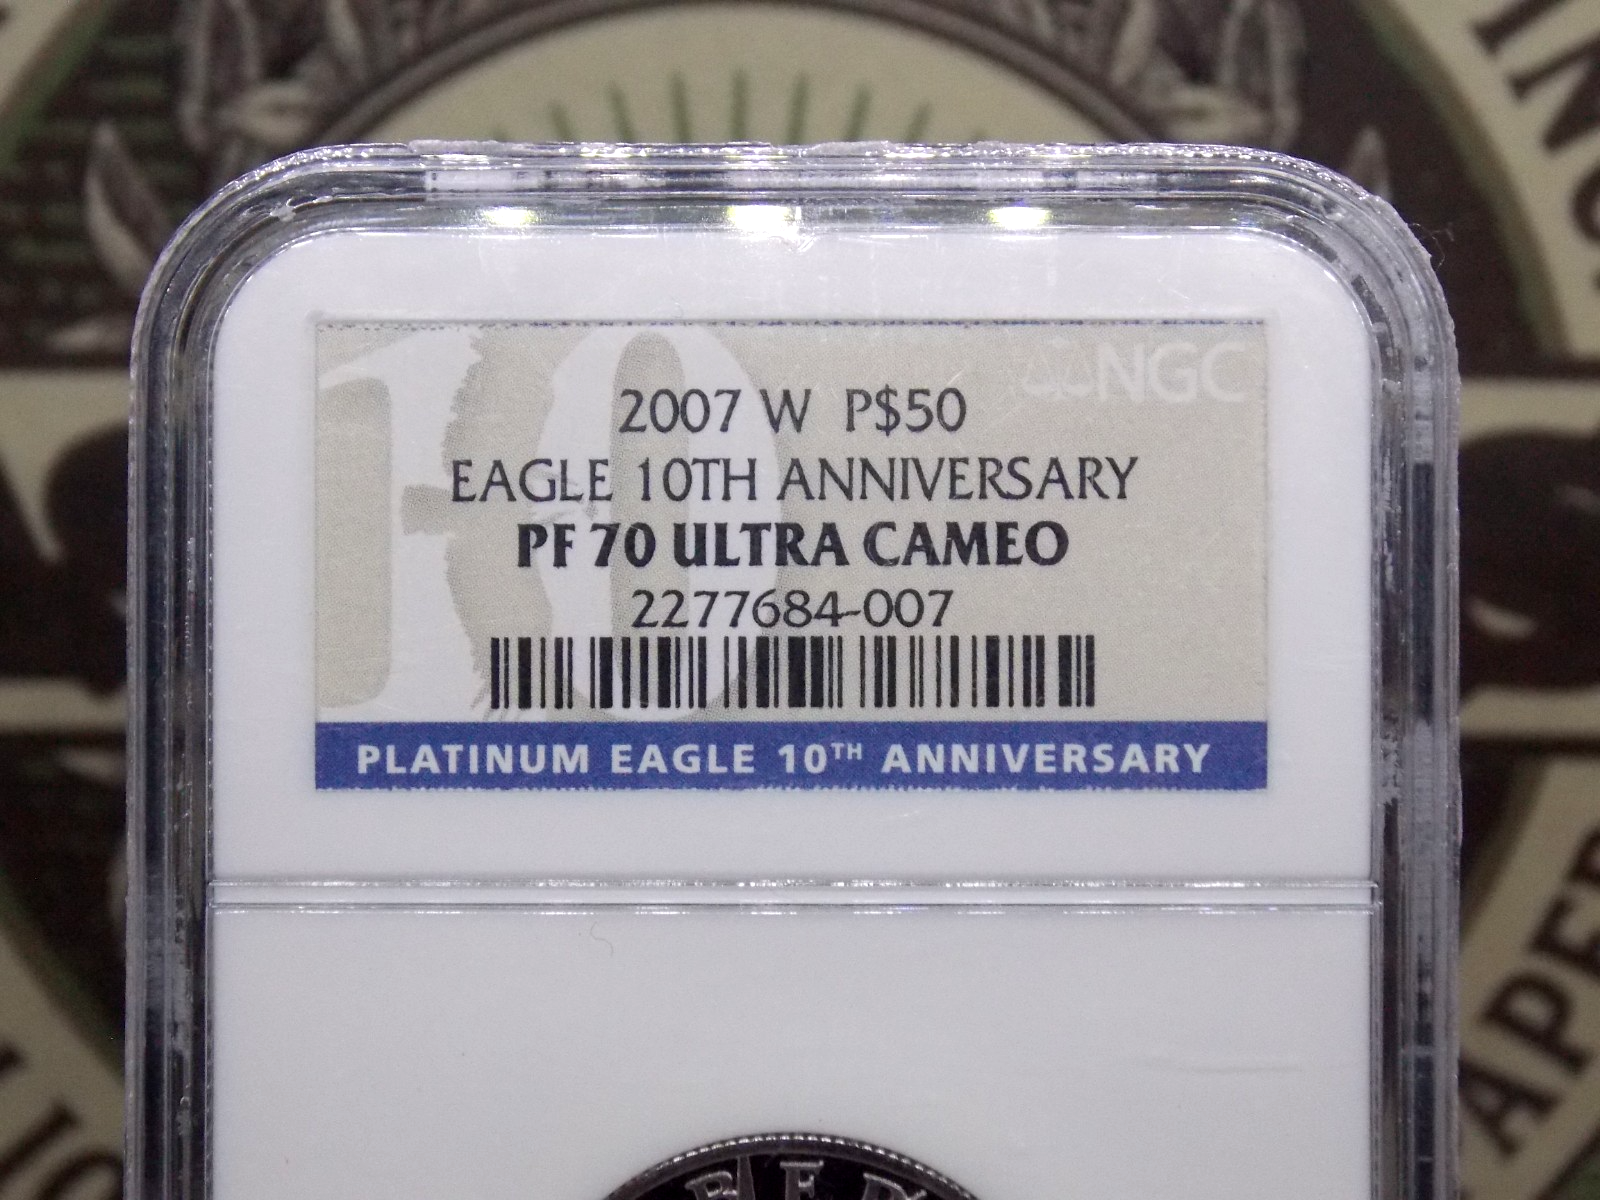 NGC
2007 W P$50
EAGLE 10TH ANNIVERSARY
PF 70 ULTRA CAMEO
2277684-007
PLATINUM EAGLE 10TH ANNIVERSARY